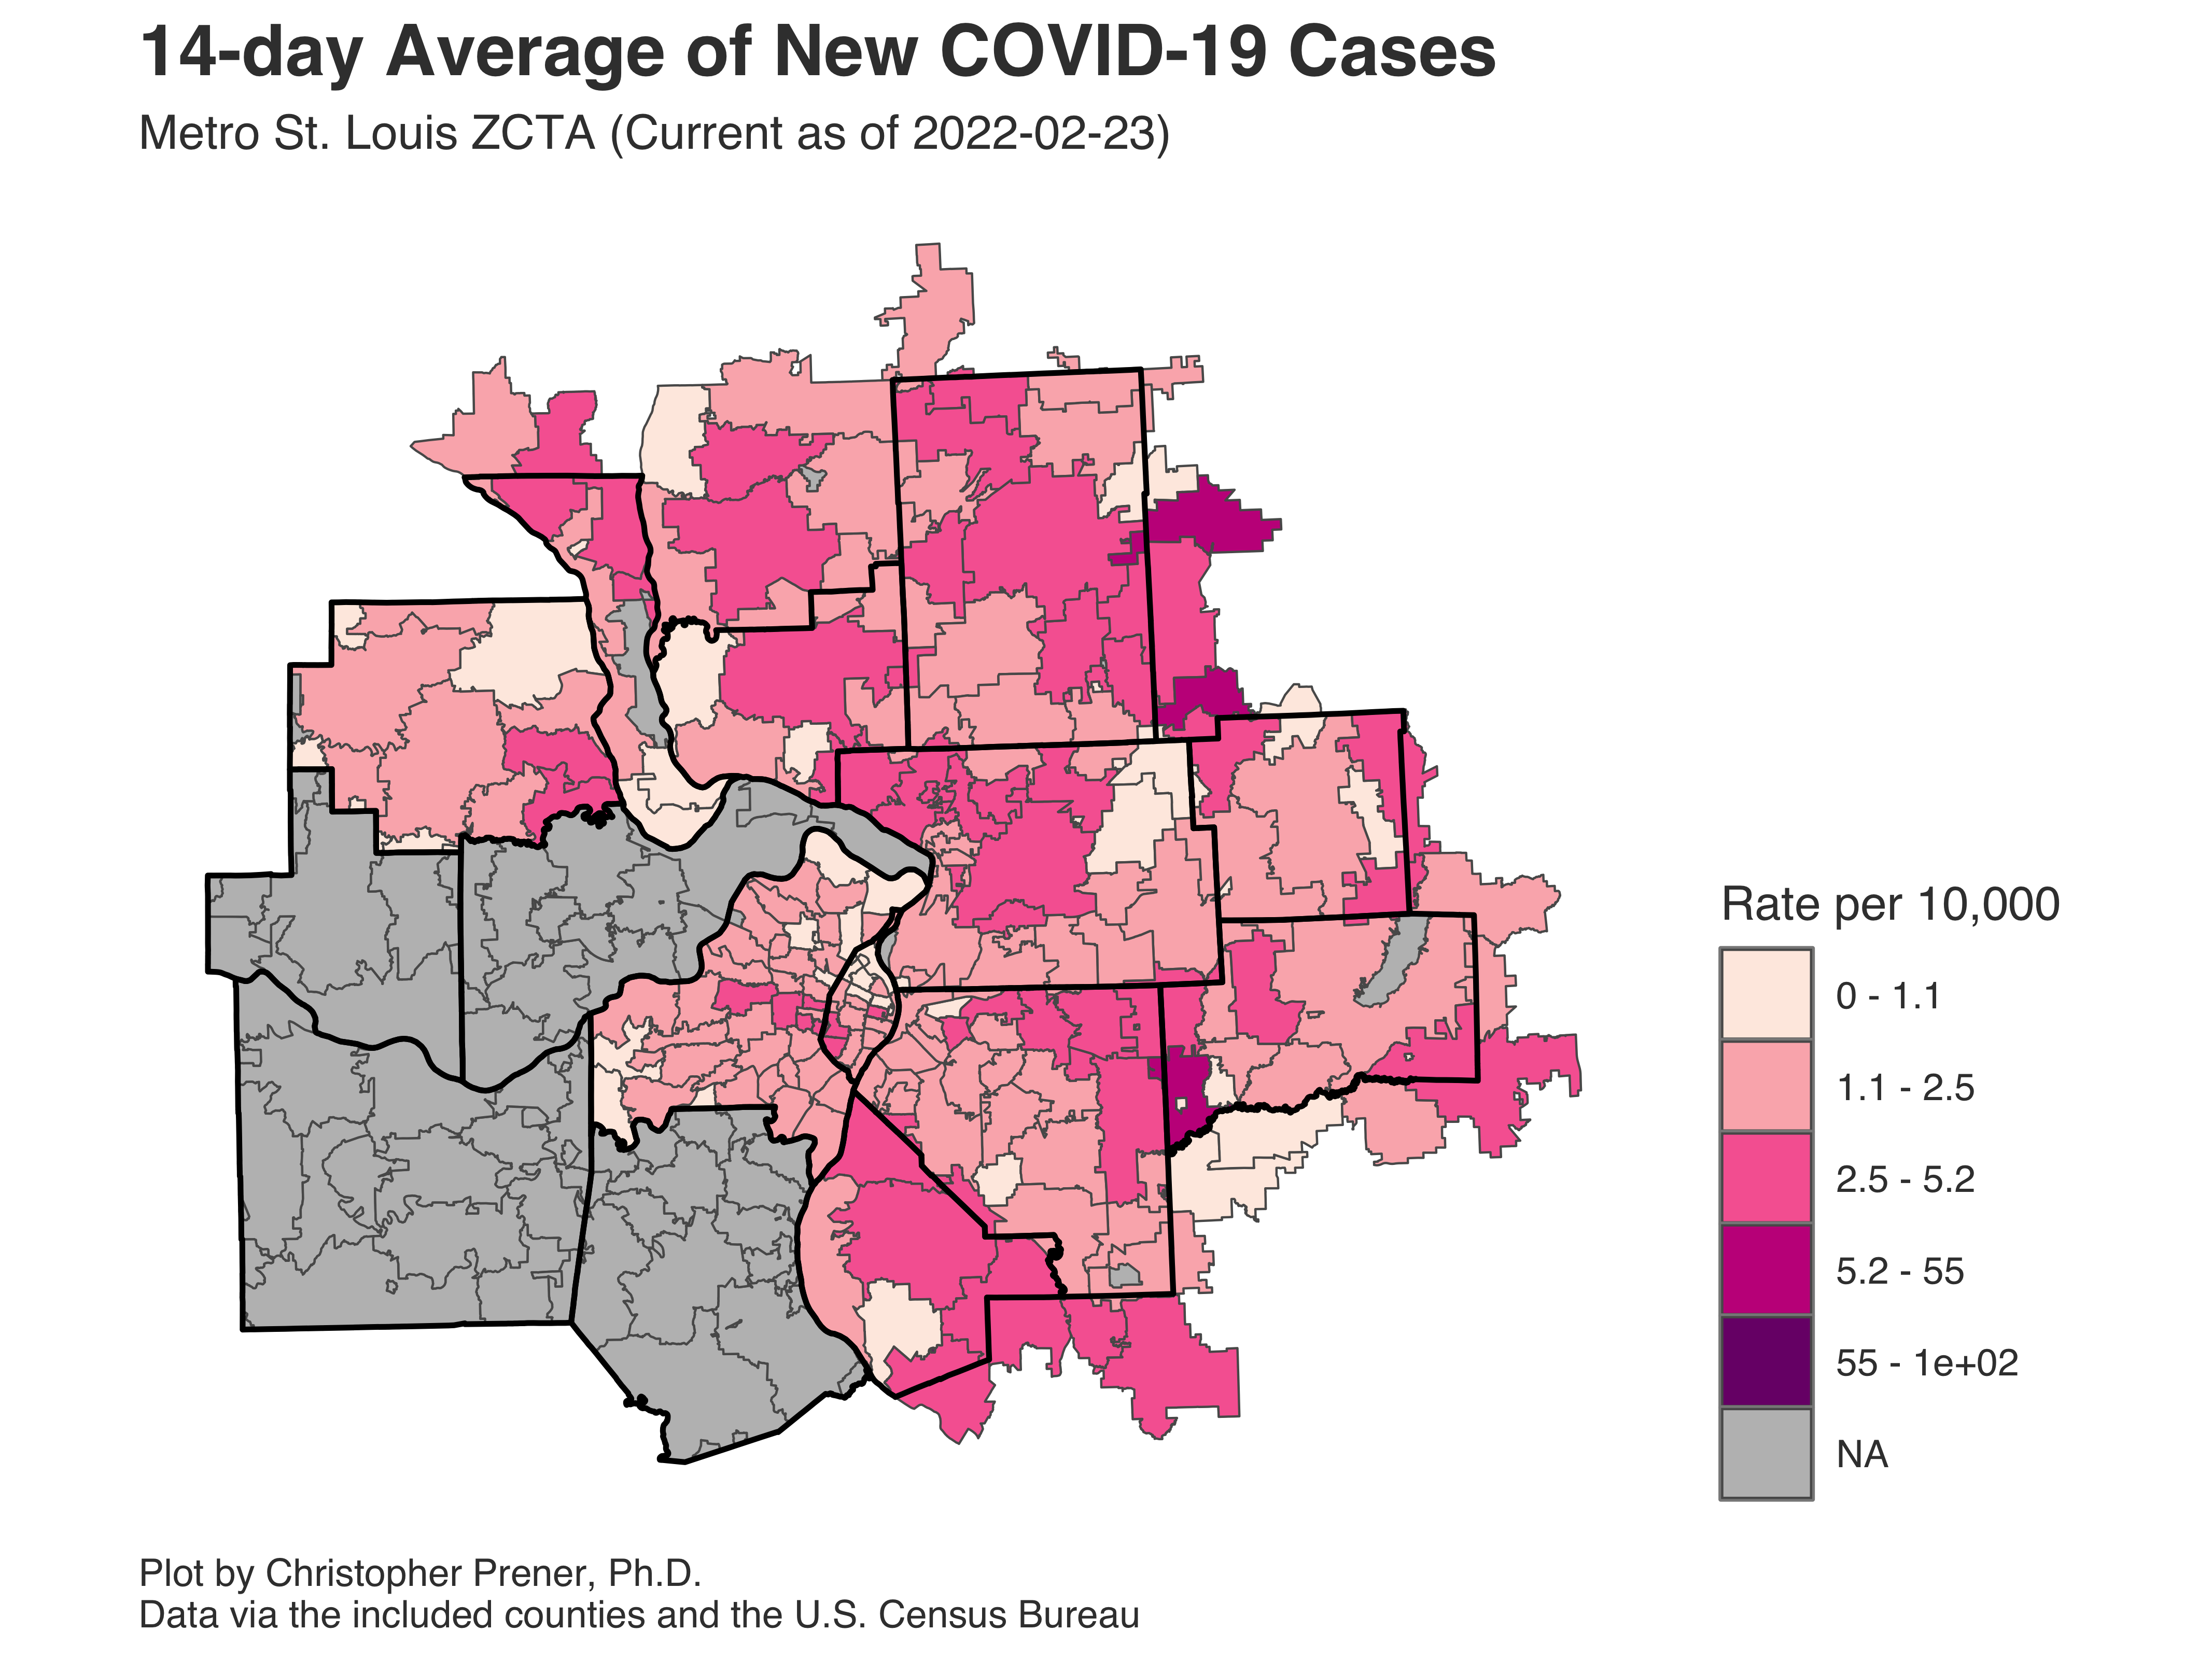 14-day Average of New COVID-19 Cases
Metro St. Louis ZCTA (Current as of 2022-02-23)
Rate per 10,000
0 - 1.1
1.1 - 2.5
2.5 - 5.2
5.2 - 55
55 - 1e+02
NA
Plot by Christopher Prener, Ph.D.
Data via the included counties and the U.S. Census Bureau